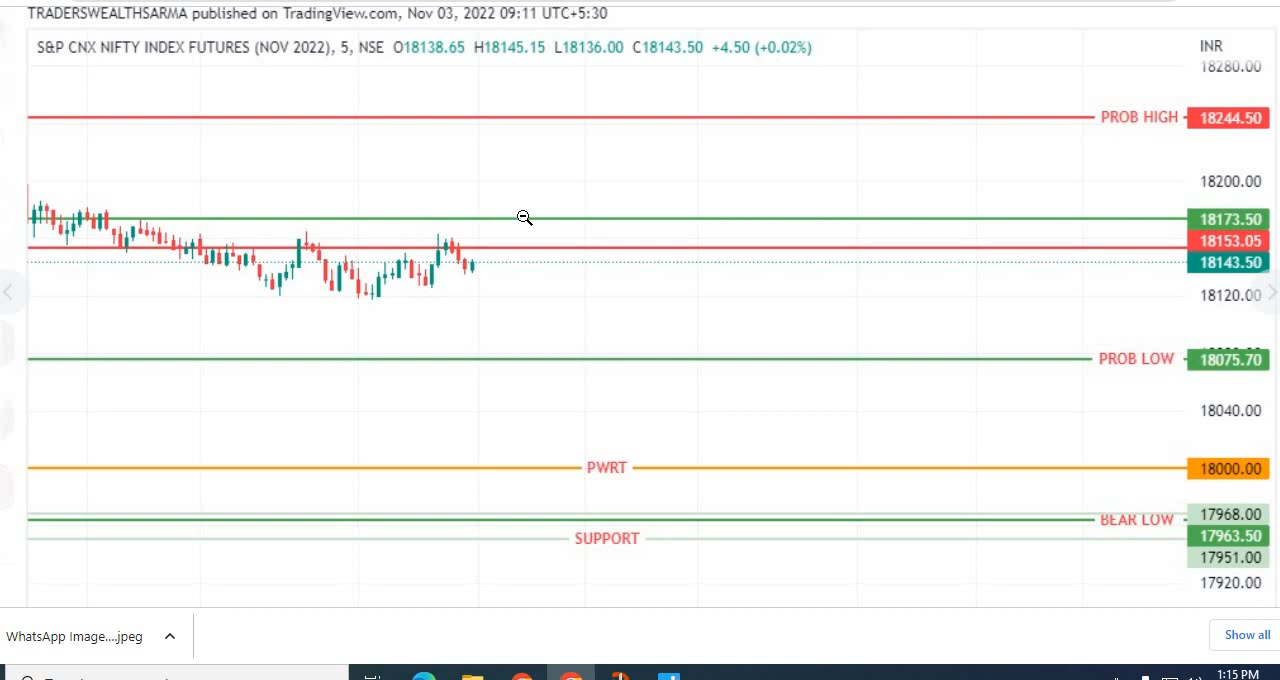 TRADERSWEALTHSARMA published on TradingView.com, Nov 03, 2022 09:11 UTC+5:30
S&P CNX NIFTY INDEX FUTURES (NOV 2022), 5, NSE O18138.65 H18145.15 L18136.00 C18143.50 +4.50 (+0.02%)
INR
18280.00
PROB HIGH 18244.50
18200.00
18173.50
18153.05
18143.50
18120.00
PROB LOW 18075.70
18040.00
PWRT 18000.00
17968.00
BEAR LOW 17963.50
SUPPORT 17951.00
17920.00
WhatsApp Image....jpeg
Show all
1:15 PM